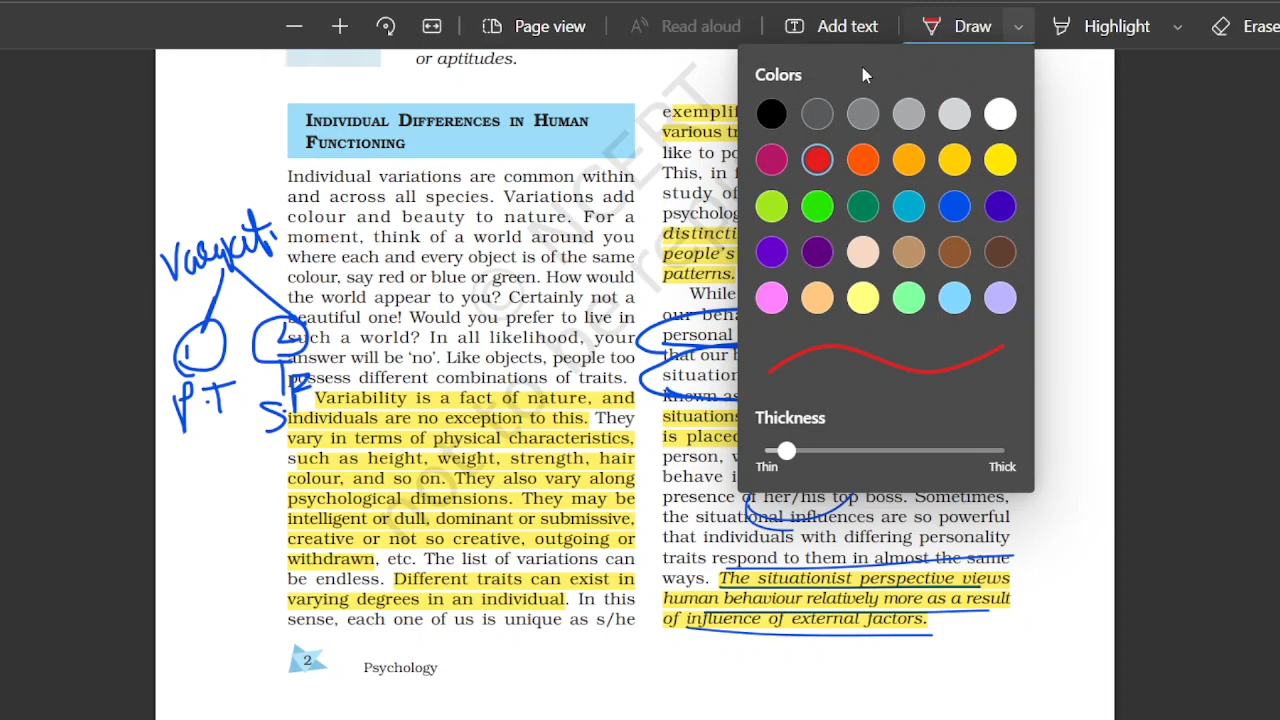 Page view
Read aloud
Add text
Draw
Highlight
Erase
or aptitudes.
INDIVIDUAL DIFFERENCES IN HUMAN
FUNCTIONING
Individual variations are common within
and across all species. Variations add
colour and beauty to nature. For a
moment, think of a world around you
where each and every object is of the same
colour, say red or blue or green. How would
the world appear to you? Certainly not a
beautiful one! Would you prefer to live in
such a world? In all likelihood, your
answer will be ‘no’. Like objects, people too
possess different combinations of traits.
Variability is a fact of nature, and
individuals are no exception to this. They
vary in terms of physical characteristics,
such as height, weight, strength, hair
colour, and so on. They also vary along
psychological dimensions. They may be
intelligent or dull, dominant or submissive,
creative or not so creative, outgoing or
withdrawn, etc. The list of variations can
be endless. Different traits can exist in
varying degrees in an individual. In this
sense, each one of us is unique as s/he
1
P.T
2
S.F
exemplif
various tr
like to po
This, in f
study of
psycholog
distincti
people's
patterns.
While
our beha
personal
that our b
situation
known as
situations
is placed
person, w
behave i
presence of her/his top boss. Sometimes,
the situational influences are so powerful
that individuals with differing personality
traits respond to them in almost the same
ways. The situationist perspective views
human behaviour relatively more as a result
of influence of external factors.
Colors
Thickness
Thin
Thick
2
Psychology
© NCERT
not to be rep